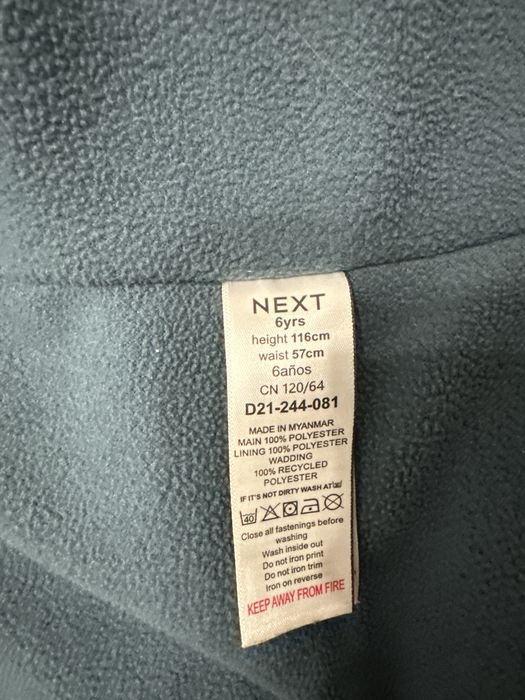 NEXT
6yrs
height 116cm
waist 57cm
6años
CN 120/64
D21-244-081
MADE IN MYANMAR
MAIN 100% POLYESTER
LINING 100% POLYESTER
WADDING
100% RECYCLED
POLYESTER
IF IT'S NOT DIRTY WASH AT
40
Close all fastenings before
washing
Wash inside out
Do not iron print
Do not iron trim
Iron on reverse
KEEP AWAY FROM FIRE